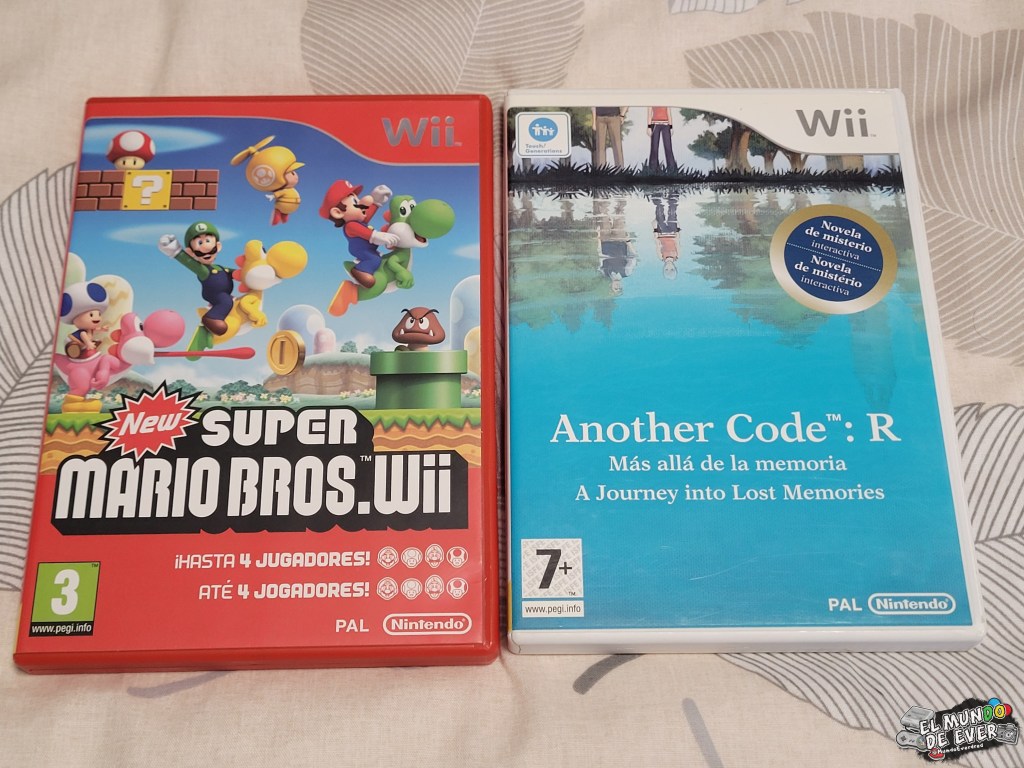 Wii
?
New
SUPER
MARIO BROS.Wii™
¡HASTA 4 JUGADORES!
ATÉ 4 JOGADORES!
3
www.pegi.info
PAL Nintendo
Touch!
Generations
Wii™
Novela
de misterio
interactiva
Novela
de mistério
interactiva
Another Code™: R
Más allá de la memoria
A Journey into Lost Memories
7+
www.pegi.info
PAL Nintendo
EL MUNDO
DE EVER